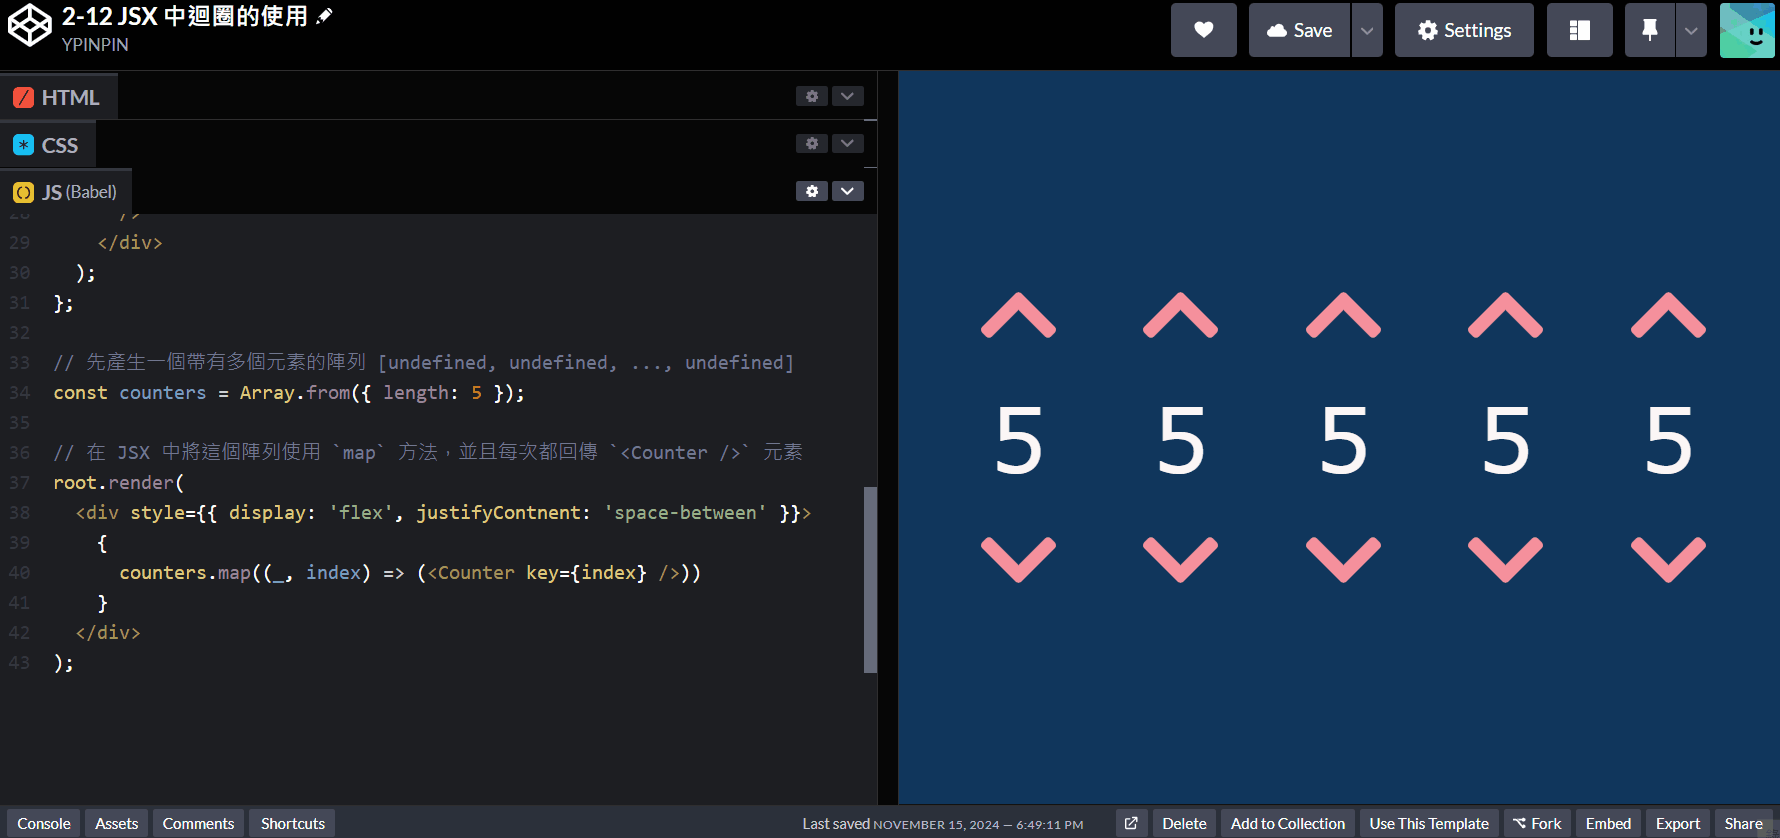 2-12 JSX 中迴圈的使用
YPINPIN
Save
Settings
HTML
CSS
JS (Babel)
28 />
29 </div>
30 );
31 };
32
33 // 先產生一個帶有多個元素的陣列 [undefined, undefined, ..., undefined]
34 const counters = Array.from({ length: 5 });
35
36 // 在 JSX 中將這個陣列使用 `map` 方法，並且每次都回傳 `<Counter />` 元素
37 root.render(
38 <div style={{ display: 'flex', justifyContnent: 'space-between' }}>
39 {
40 counters.map((_, index) => (<Counter key={index} />))
41 }
42 </div>
43 );
5 5 5 5 5
Console Assets Comments Shortcuts
Last saved NOVEMBER 15, 2024 — 6:49:11 PM
Delete Add to Collection Use This Template Fork Embed Export Share